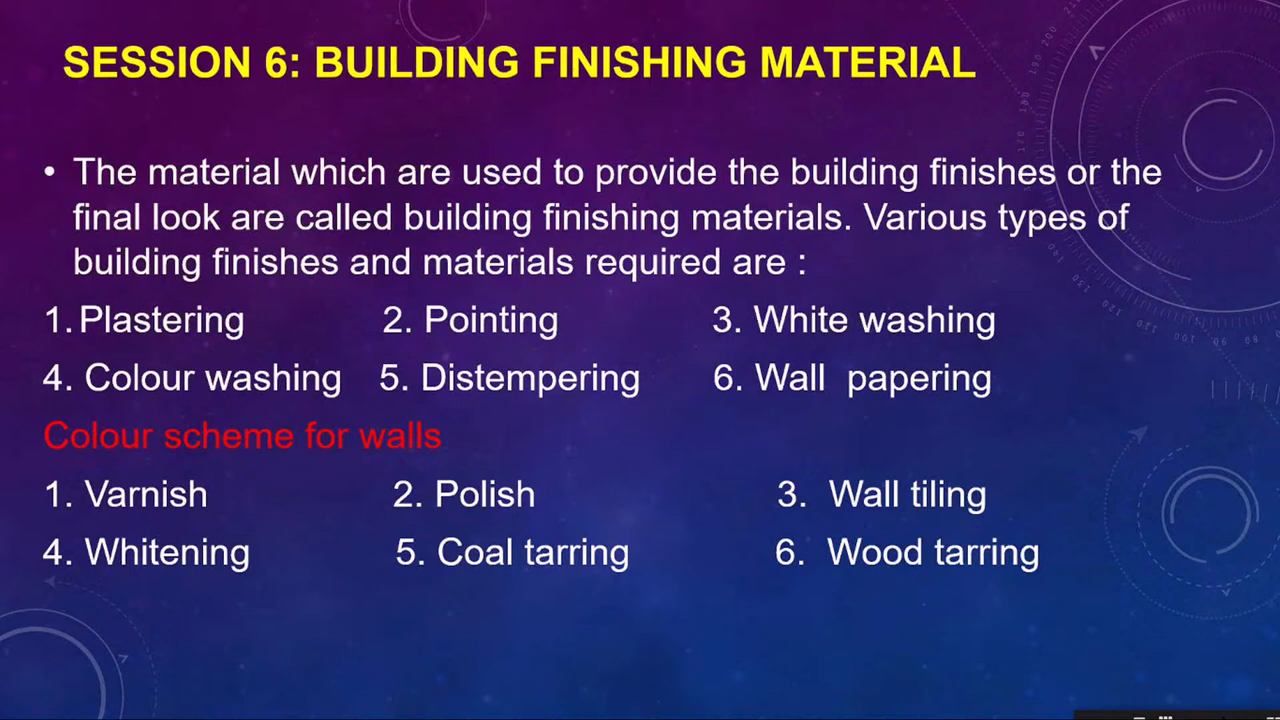 SESSION 6: BUILDING FINISHING MATERIAL
• The material which are used to provide the building finishes or the
final look are called building finishing materials. Various types of
building finishes and materials required are :
1. Plastering 2. Pointing 3. White washing
4. Colour washing 5. Distempering 6. Wall papering
Colour scheme for walls
1. Varnish 2. Polish 3. Wall tiling
4. Whitening 5. Coal tarring 6. Wood tarring